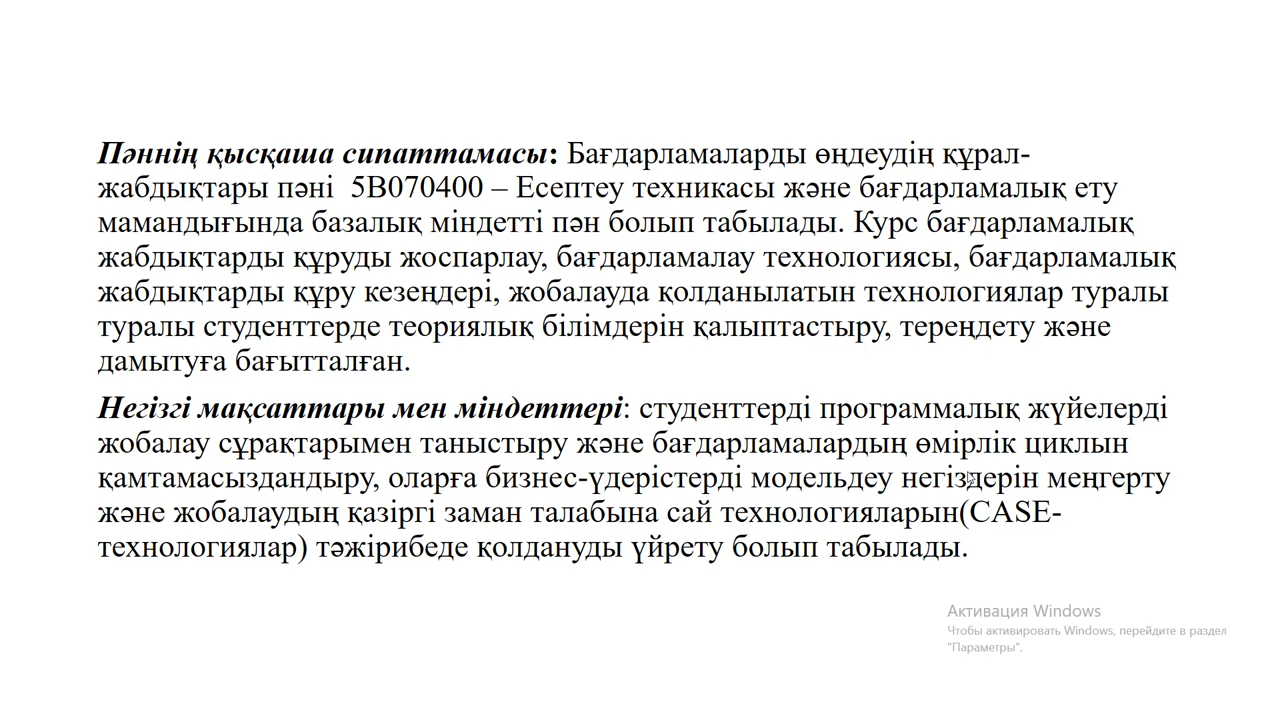 Пәннің қысқаша сипаттамасы: Бағдарламаларды өңдеудің құрал-
жабдықтары пәні 5В070400 – Есептеу техникасы және бағдарламалық ету
мамандығында базалық міндетті пән болып табылады. Курс бағдарламалық
жабдықтарды құруды жоспарлау, бағдарламалау технологиясы, бағдарламалық
жабдықтарды құру кезеңдері, жобалауда қолданылатын технологиялар туралы
туралы студенттерде теориялық білімдерін қалыптастыру, тереңдету және
дамытуға бағытталған.
Негізгі мақсаттары мен міндеттері: студенттерді программалық жүйелерді
жобалау сұрақтарымен таныстыру және бағдарламалардың өмірлік циклын
қамтамасыздандыру, оларға бизнес-үдерістерді модельдеу негіздерін меңгерту
және жобалаудың қазіргі заман талабына сай технологияларын(CASE-
технологиялар) тәжірибеде қолдануды үйрету болып табылады.
Активация Windows
Чтобы активировать Windows, перейдите в раздел
"Параметры".